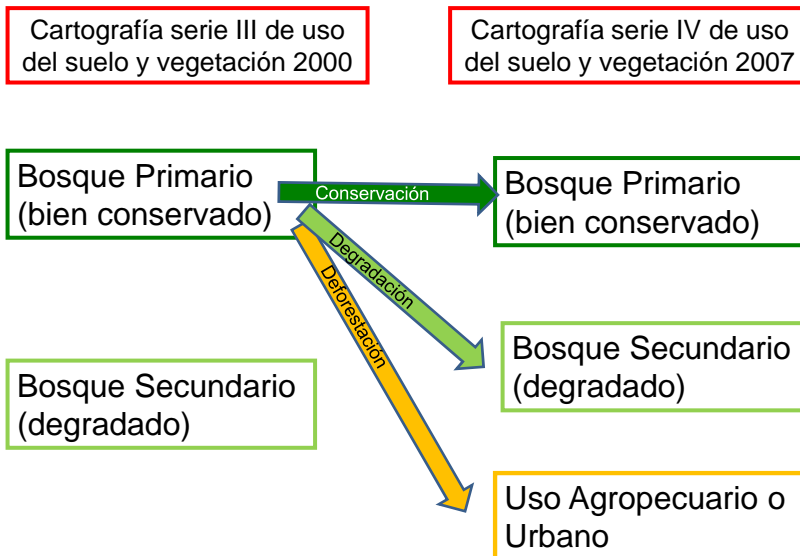 Cartografía serie III de uso
del suelo y vegetación 2000
Cartografía serie IV de uso
del suelo y vegetación 2007
Bosque Primario
(bien conservado)
Conservación
Bosque Primario
(bien conservado)
Degradación
Deforestación
Bosque Secundario
(degradado)
Bosque Secundario
(degradado)
Uso Agropecuario o
Urbano